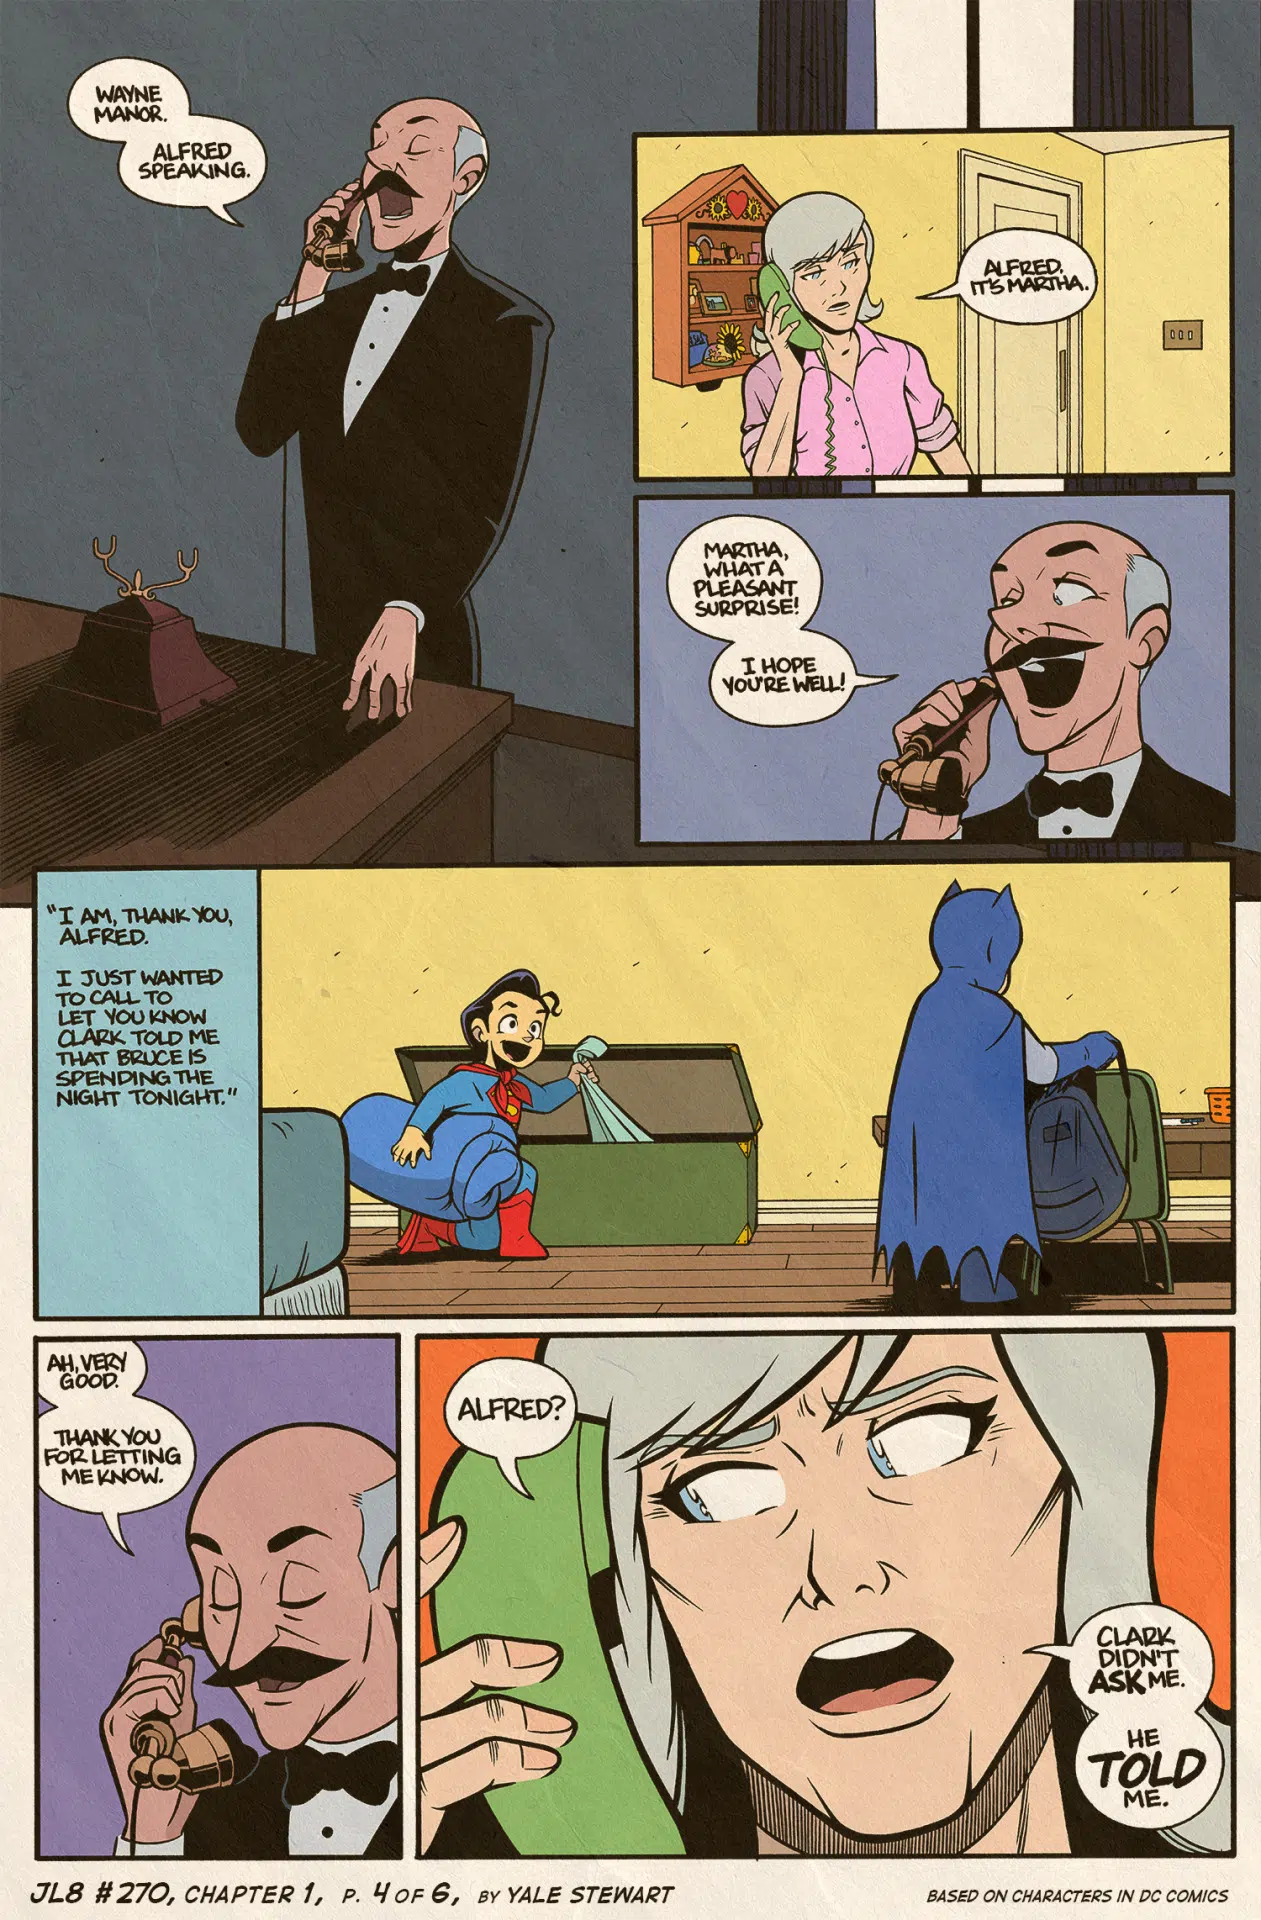 WAYNE
MANOR.
ALFRED
SPEAKING.
ALFRED.
IT'S MARTHA.
MARTHA,
WHAT A
PLEASANT
SURPRISE!
I HOPE
YOU'RE WELL!
"I AM, THANK YOU,
ALFRED.
I JUST WANTED
TO CALL TO
LET YOU KNOW
CLARK TOLD ME
THAT BRUCE IS
SPENDING THE
NIGHT TONIGHT."
AH, VERY
GOOD.
THANK YOU
FOR LETTING
ME KNOW.
ALFRED?
CLARK
DIDN'T
ASK ME.
HE
TOLD
ME.
JL8 #270, CHAPTER 1, P. 4 OF 6, BY YALE STEWART
BASED ON CHARACTERS IN DC COMICS